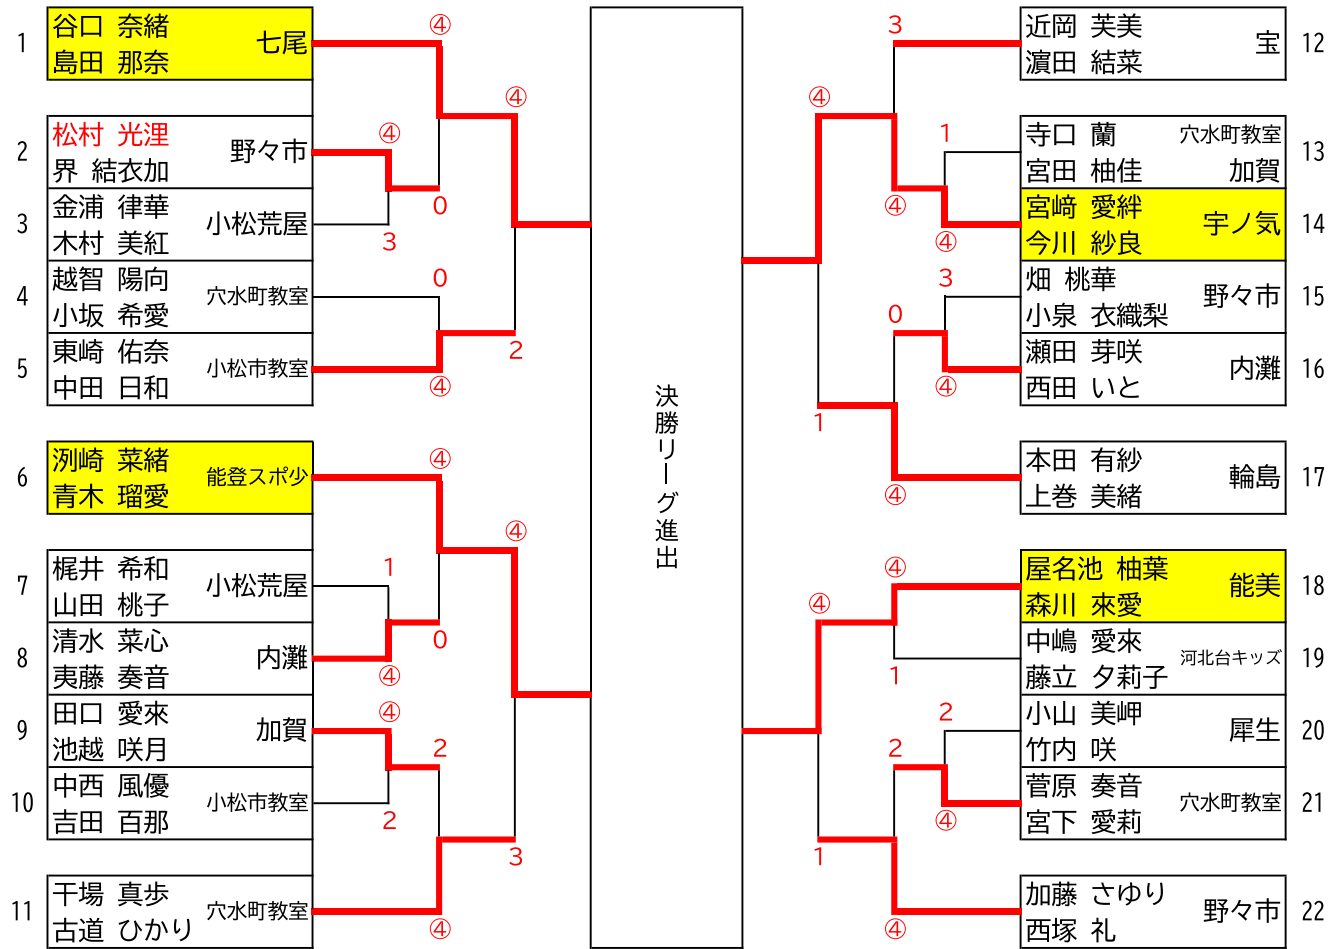 1 谷口 奈緒 七尾
島田 那奈
2 松村 光浬 野々市
界 結衣加
3 金浦 律華 小松荒屋
木村 美紅
4 越智 陽向 穴水町教室
小坂 希愛
5 東崎 佑奈 小松市教室
中田 日和
6 洌崎 菜緒 能登スポ少
青木 瑠愛
7 梶井 希和 小松荒屋
山田 桃子
8 清水 菜心 内灘
夷藤 奏音
9 田口 愛來 加賀
池越 咲月
10 中西 風優 小松市教室
吉田 百那
11 干場 真歩 穴水町教室
古道 ひかり
④
④
④
0
3
0
④
2
④
④
1
0
④
④
2
2
3
④
決勝リーグ進出
3
④
1
④
④
3
0
④
1
④
④
④
1
2
2
④
1
④
近岡 芙美 宝 12
濵田 結菜
寺口 蘭 穴水町教室 13
宮田 柚佳 加賀
宮﨑 愛絆 宇ノ気 14
今川 紗良
畑 桃華 野々市 15
小泉 衣織梨
瀬田 芽咲 内灘 16
西田 いと
本田 有紗 輪島 17
上巻 美緒
屋名池 柚葉 能美 18
森川 來愛
中嶋 愛來 河北台キッズ 19
藤立 夕莉子
小山 美岬 犀生 20
竹内 咲
菅原 奏音 穴水町教室 21
宮下 愛莉
加藤 さゆり 野々市 22
西塚 礼